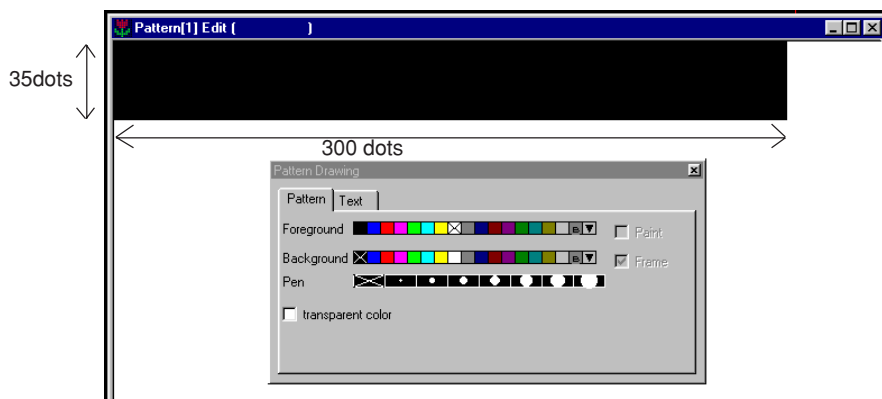 Pattern[1] Edit (            )
35dots
300 dots
Pattern Drawing
Pattern Text
Foreground B Paint
Background B Frame
Pen
transparent color